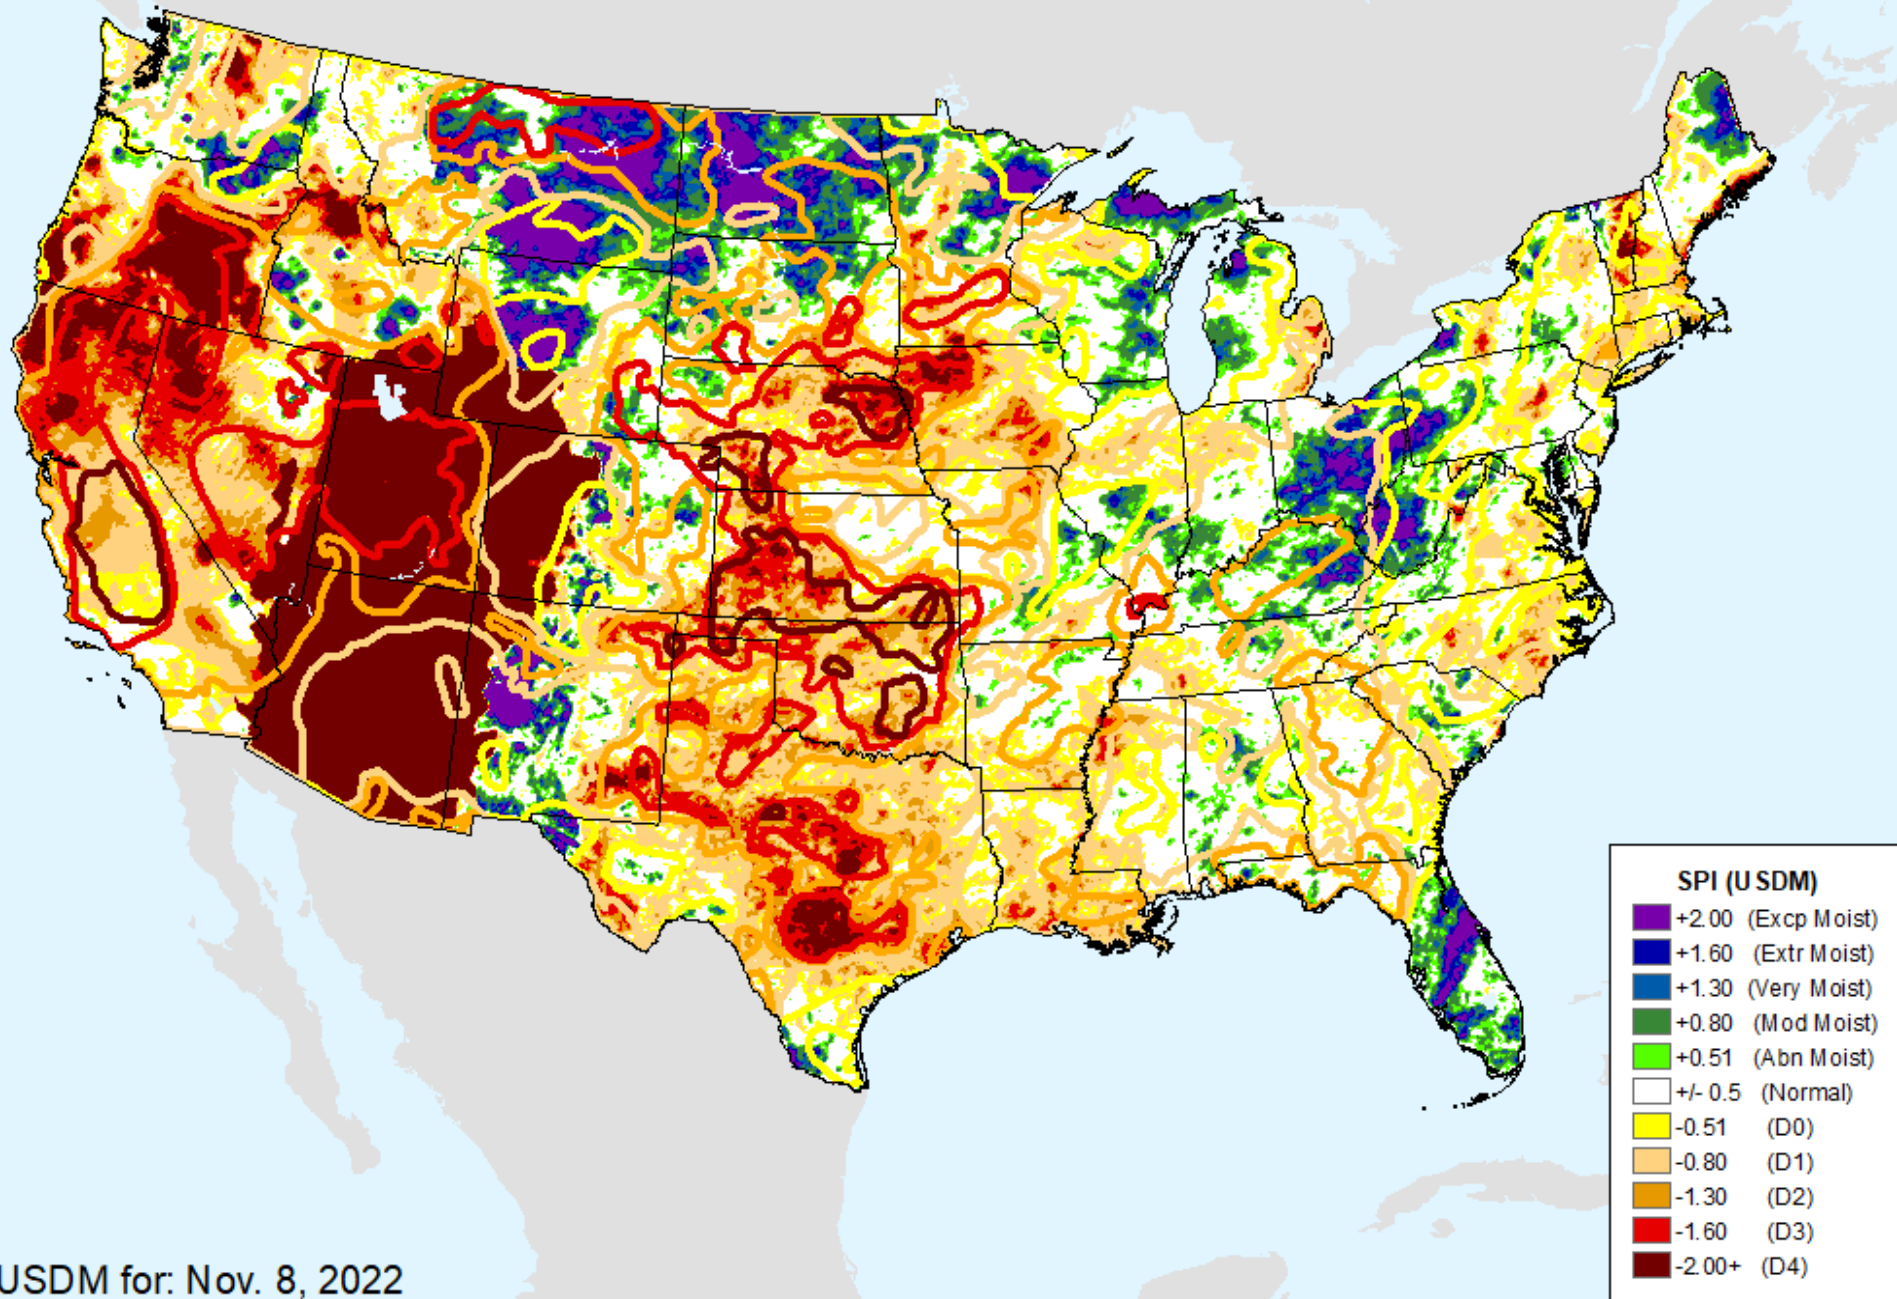 SPI (USDM)
+2.00 (Excp Moist)
+1.60 (Extr Moist)
+1.30 (Very Moist)
+0.80 (Mod Moist)
+0.51 (Abn Moist)
+/- 0.5 (Normal)
-0.51 (D0)
-0.80 (D1)
-1.30 (D2)
-1.60 (D3)
-2.00+ (D4)
USDM for: Nov. 8, 2022